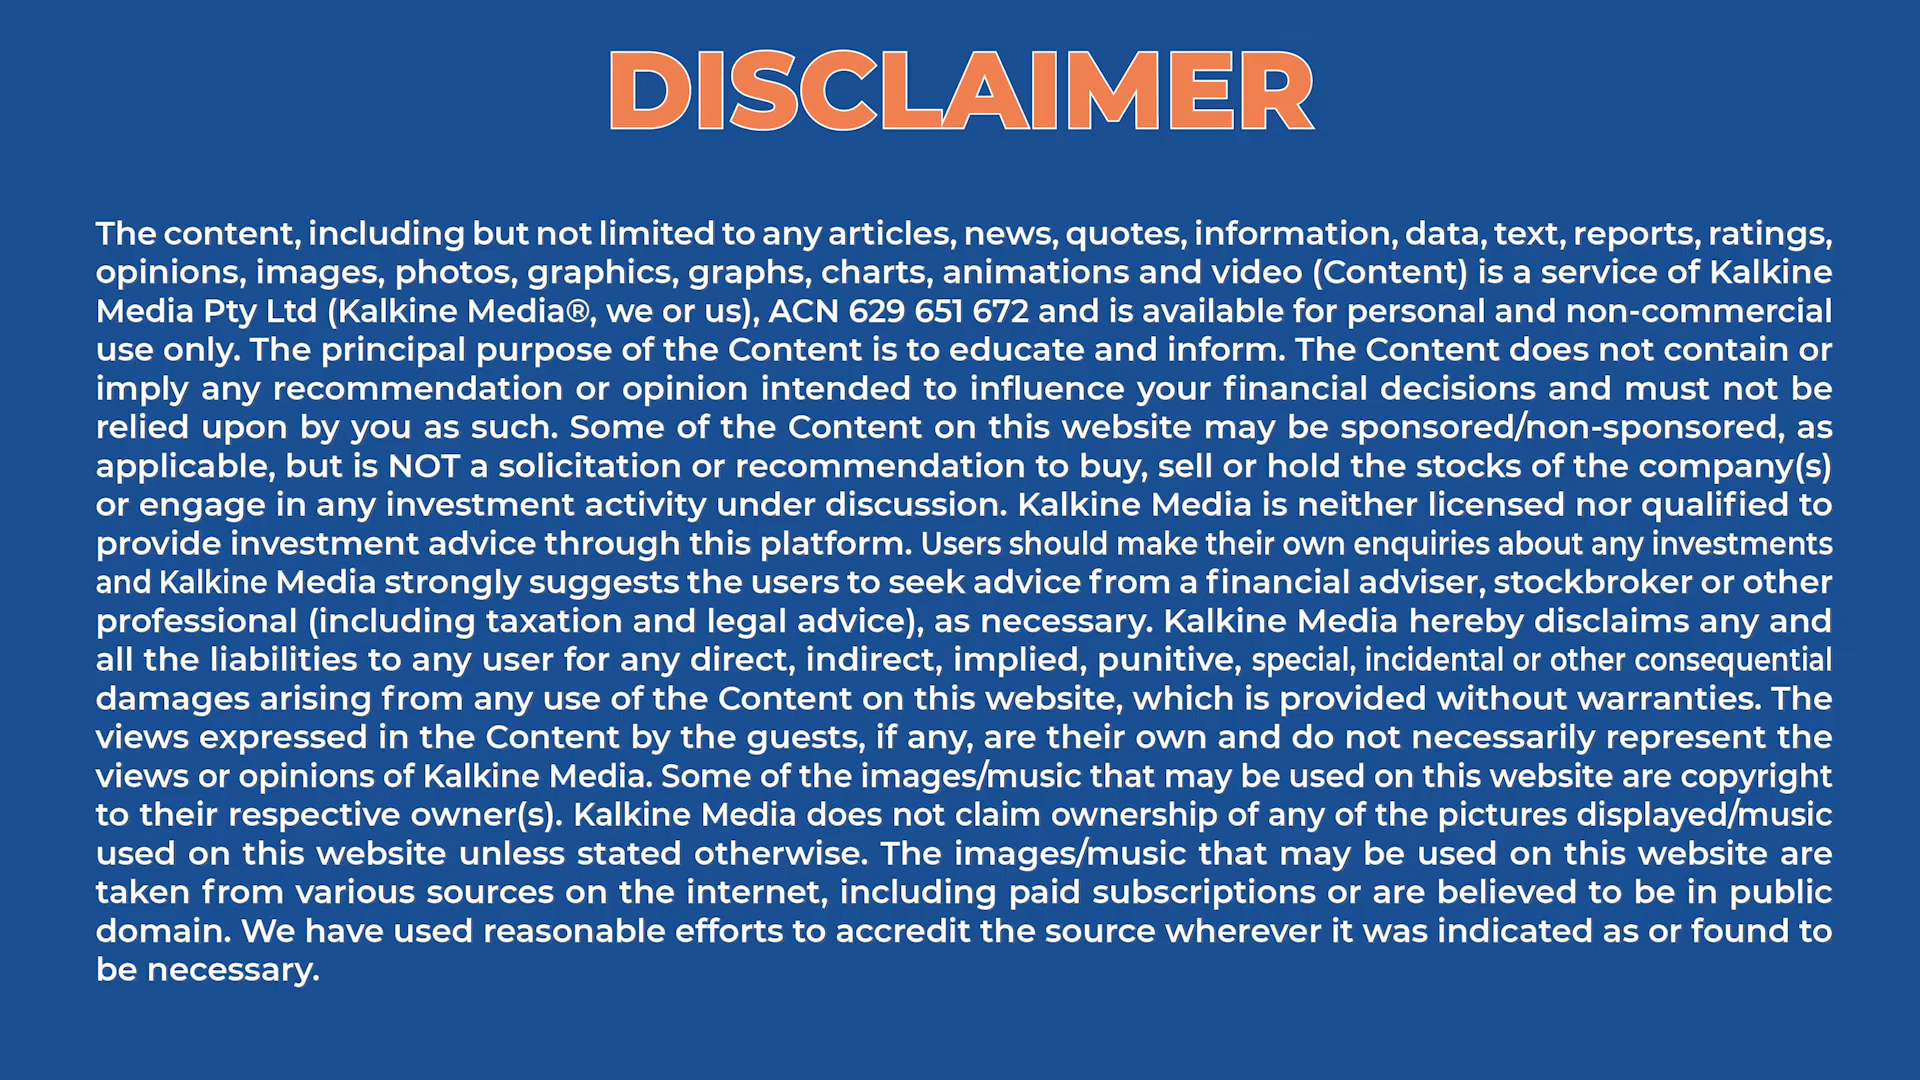 DISCLAIMER
The content, including but not limited to any articles, news, quotes, information, data, text, reports, ratings,
opinions, images, photos, graphics, graphs, charts, animations and video (Content) is a service of Kalkine
Media Pty Ltd (Kalkine Media®, we or us), ACN 629 651 672 and is available for personal and non-commercial
use only. The principal purpose of the Content is to educate and inform. The Content does not contain or
imply any recommendation or opinion intended to influence your financial decisions and must not be
relied upon by you as such. Some of the Content on this website may be sponsored/non-sponsored, as
applicable, but is NOT a solicitation or recommendation to buy, sell or hold the stocks of the company(s)
or engage in any investment activity under discussion. Kalkine Media is neither licensed nor qualified to
provide investment advice through this platform. Users should make their own enquiries about any investments
and Kalkine Media strongly suggests the users to seek advice from a financial adviser, stockbroker or other
professional (including taxation and legal advice), as necessary. Kalkine Media hereby disclaims any and
all the liabilities to any user for any direct, indirect, implied, punitive, special, incidental or other consequential
damages arising from any use of the Content on this website, which is provided without warranties. The
views expressed in the Content by the guests, if any, are their own and do not necessarily represent the
views or opinions of Kalkine Media. Some of the images/music that may be used on this website are copyright
to their respective owner(s). Kalkine Media does not claim ownership of any of the pictures displayed/music
used on this website unless stated otherwise. The images/music that may be used on this website are
taken from various sources on the internet, including paid subscriptions or are believed to be in public
domain. We have used reasonable efforts to accredit the source wherever it was indicated as or found to
be necessary.